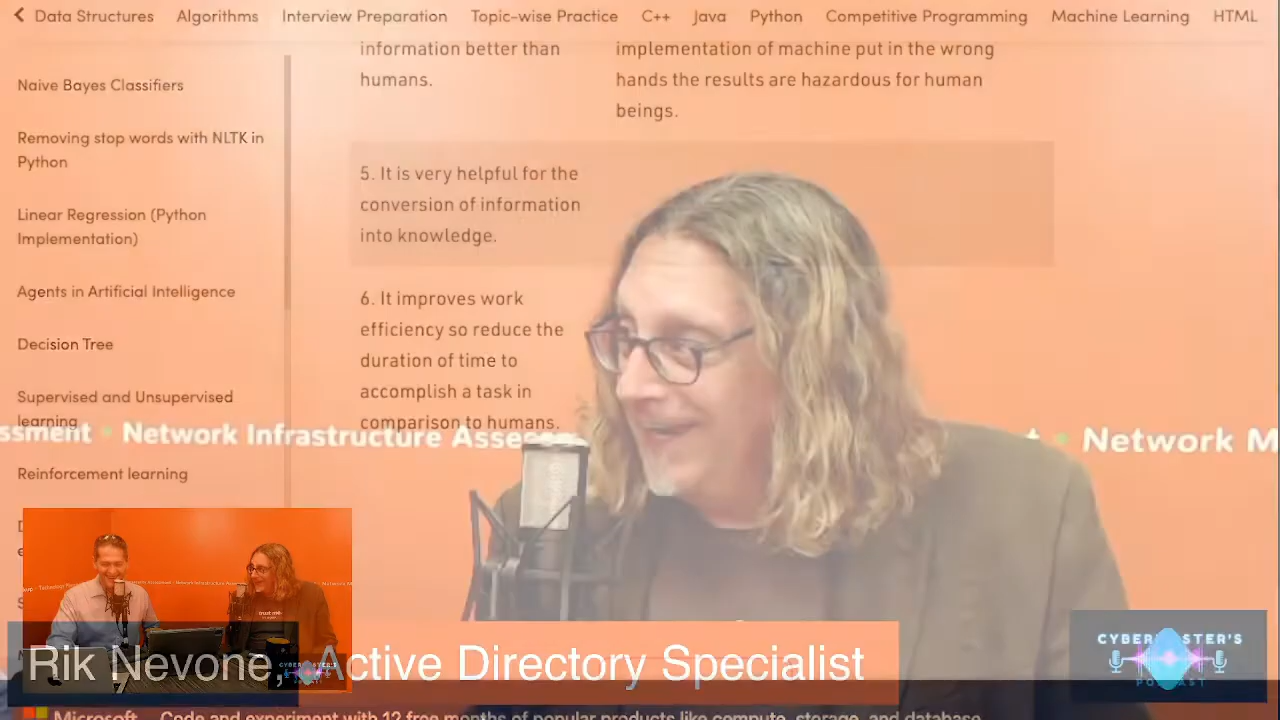 Data Structures Algorithms Interview Preparation Topic-wise Practice C++ Java Python Competitive Programming Machine Learning HTML
information better than
humans.
implementation of machine put in the wrong
hands the results are hazardous for human
beings.
Naive Bayes Classifiers
Removing stop words with NLTK in
Python
Linear Regression (Python
Implementation)
Agents in Artificial Intelligence
Decision Tree
Supervised and Unsupervised
learning
Reinforcement learning
5. It is very helpful for the
conversion of information
into knowledge.
6. It improves work
efficiency so reduce the
duration of time to
accomplish a task in
comparison to humans.
ssment • Network Infrastructure Assess t • Network M
Rik Nevone, Active Directory Specialist
PODCAST
Microsoft Code and experiment with 12 free months of popular products like compute, storage, and database